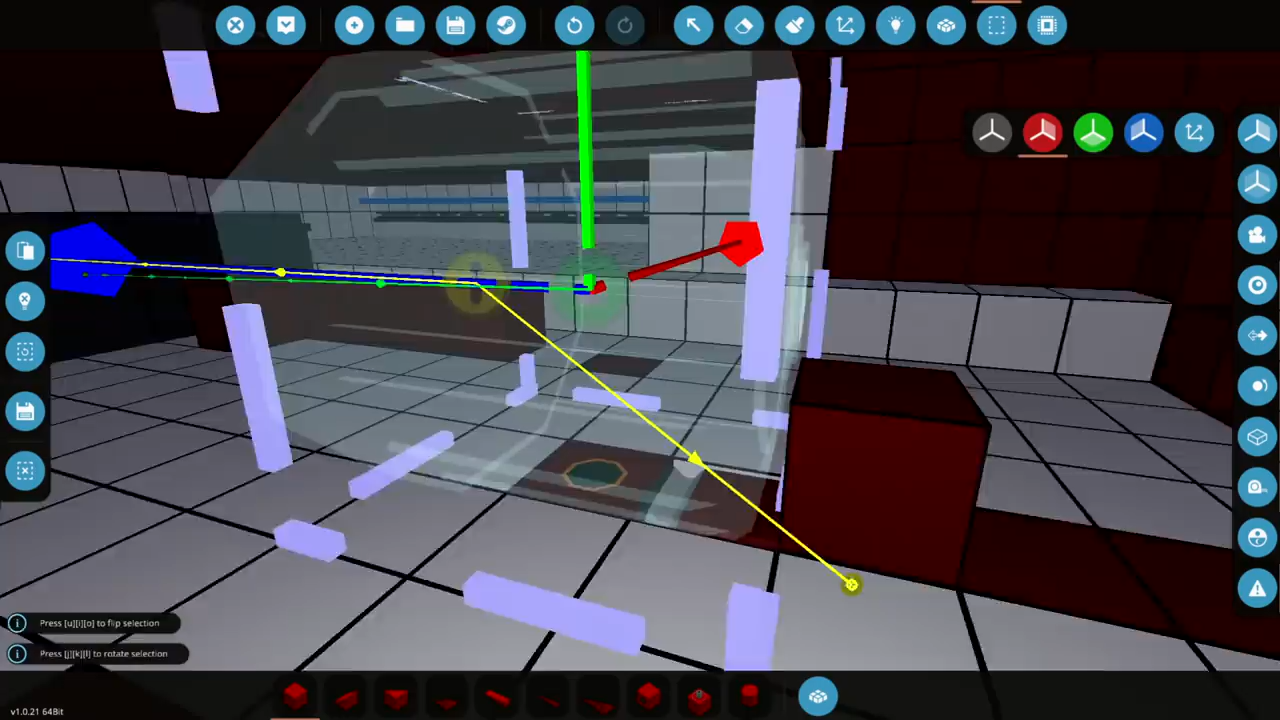 Press [u][i][o] to flip selection
Press [j][k][l] to rotate selection
v1.0.21 64Bit